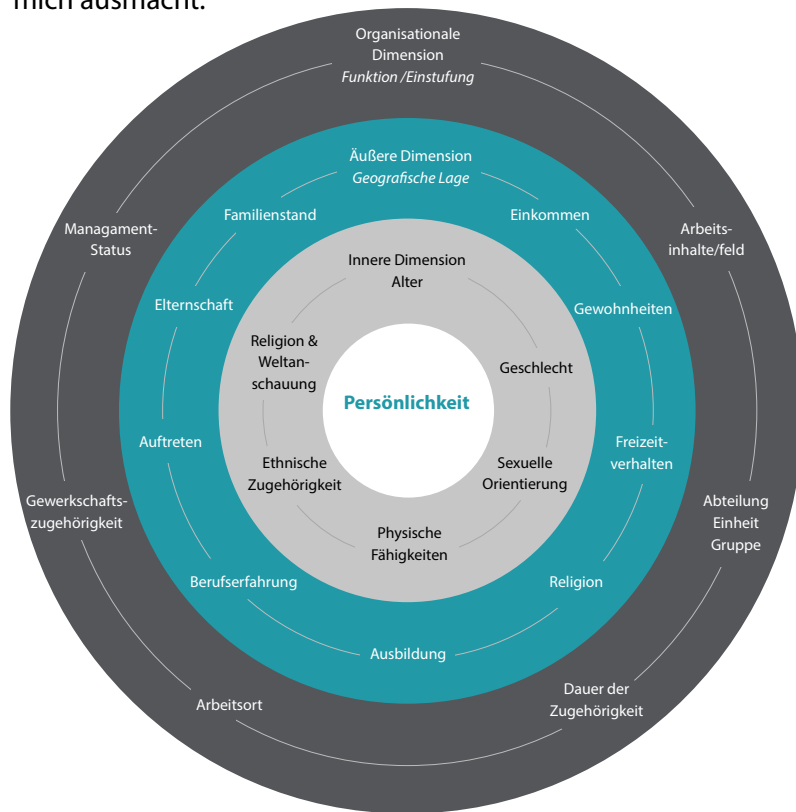 mich ausmacht.
Organisationale
Dimension
Funktion /Einstufung
Arbeits-
inhalte/feld
Abteilung
Einheit
Gruppe
Dauer der
Zugehörigkeit
Arbeitsort
Gewerkschafts-
zugehörigkeit
Managament-
Status
Äußere Dimension
Geografische Lage
Einkommen
Gewohnheiten
Freizeit-
verhalten
Religion
Ausbildung
Berufserfahrung
Auftreten
Elternschaft
Familienstand
Innere Dimension
Alter
Geschlecht
Sexuelle
Orientierung
Physische
Fähigkeiten
Ethnische
Zugehörigkeit
Religion &
Weltan-
schauung
Persönlichkeit